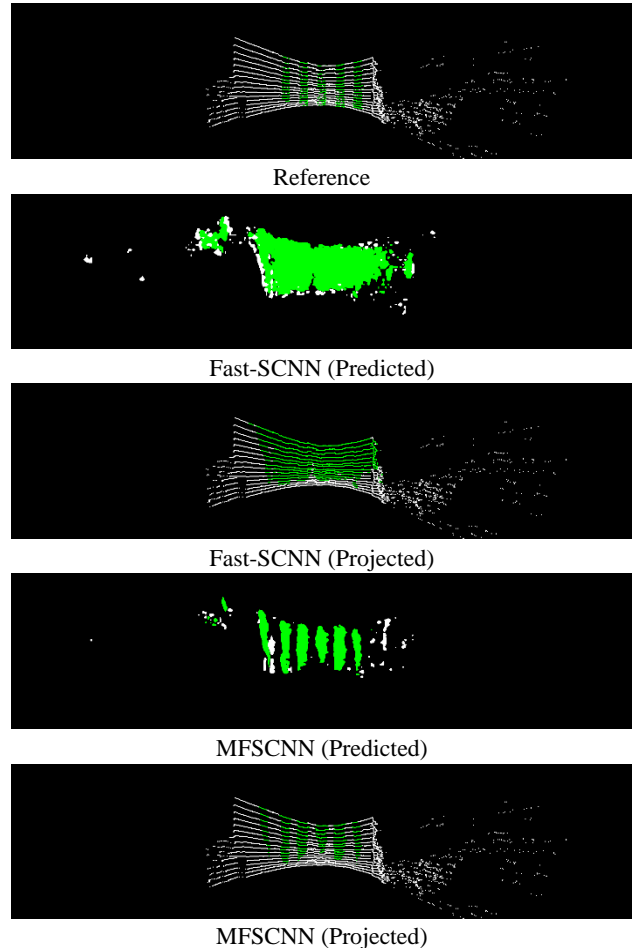 Reference
Fast-SCNN (Predicted)
Fast-SCNN (Projected)
MFSCNN (Predicted)
MFSCNN (Projected)